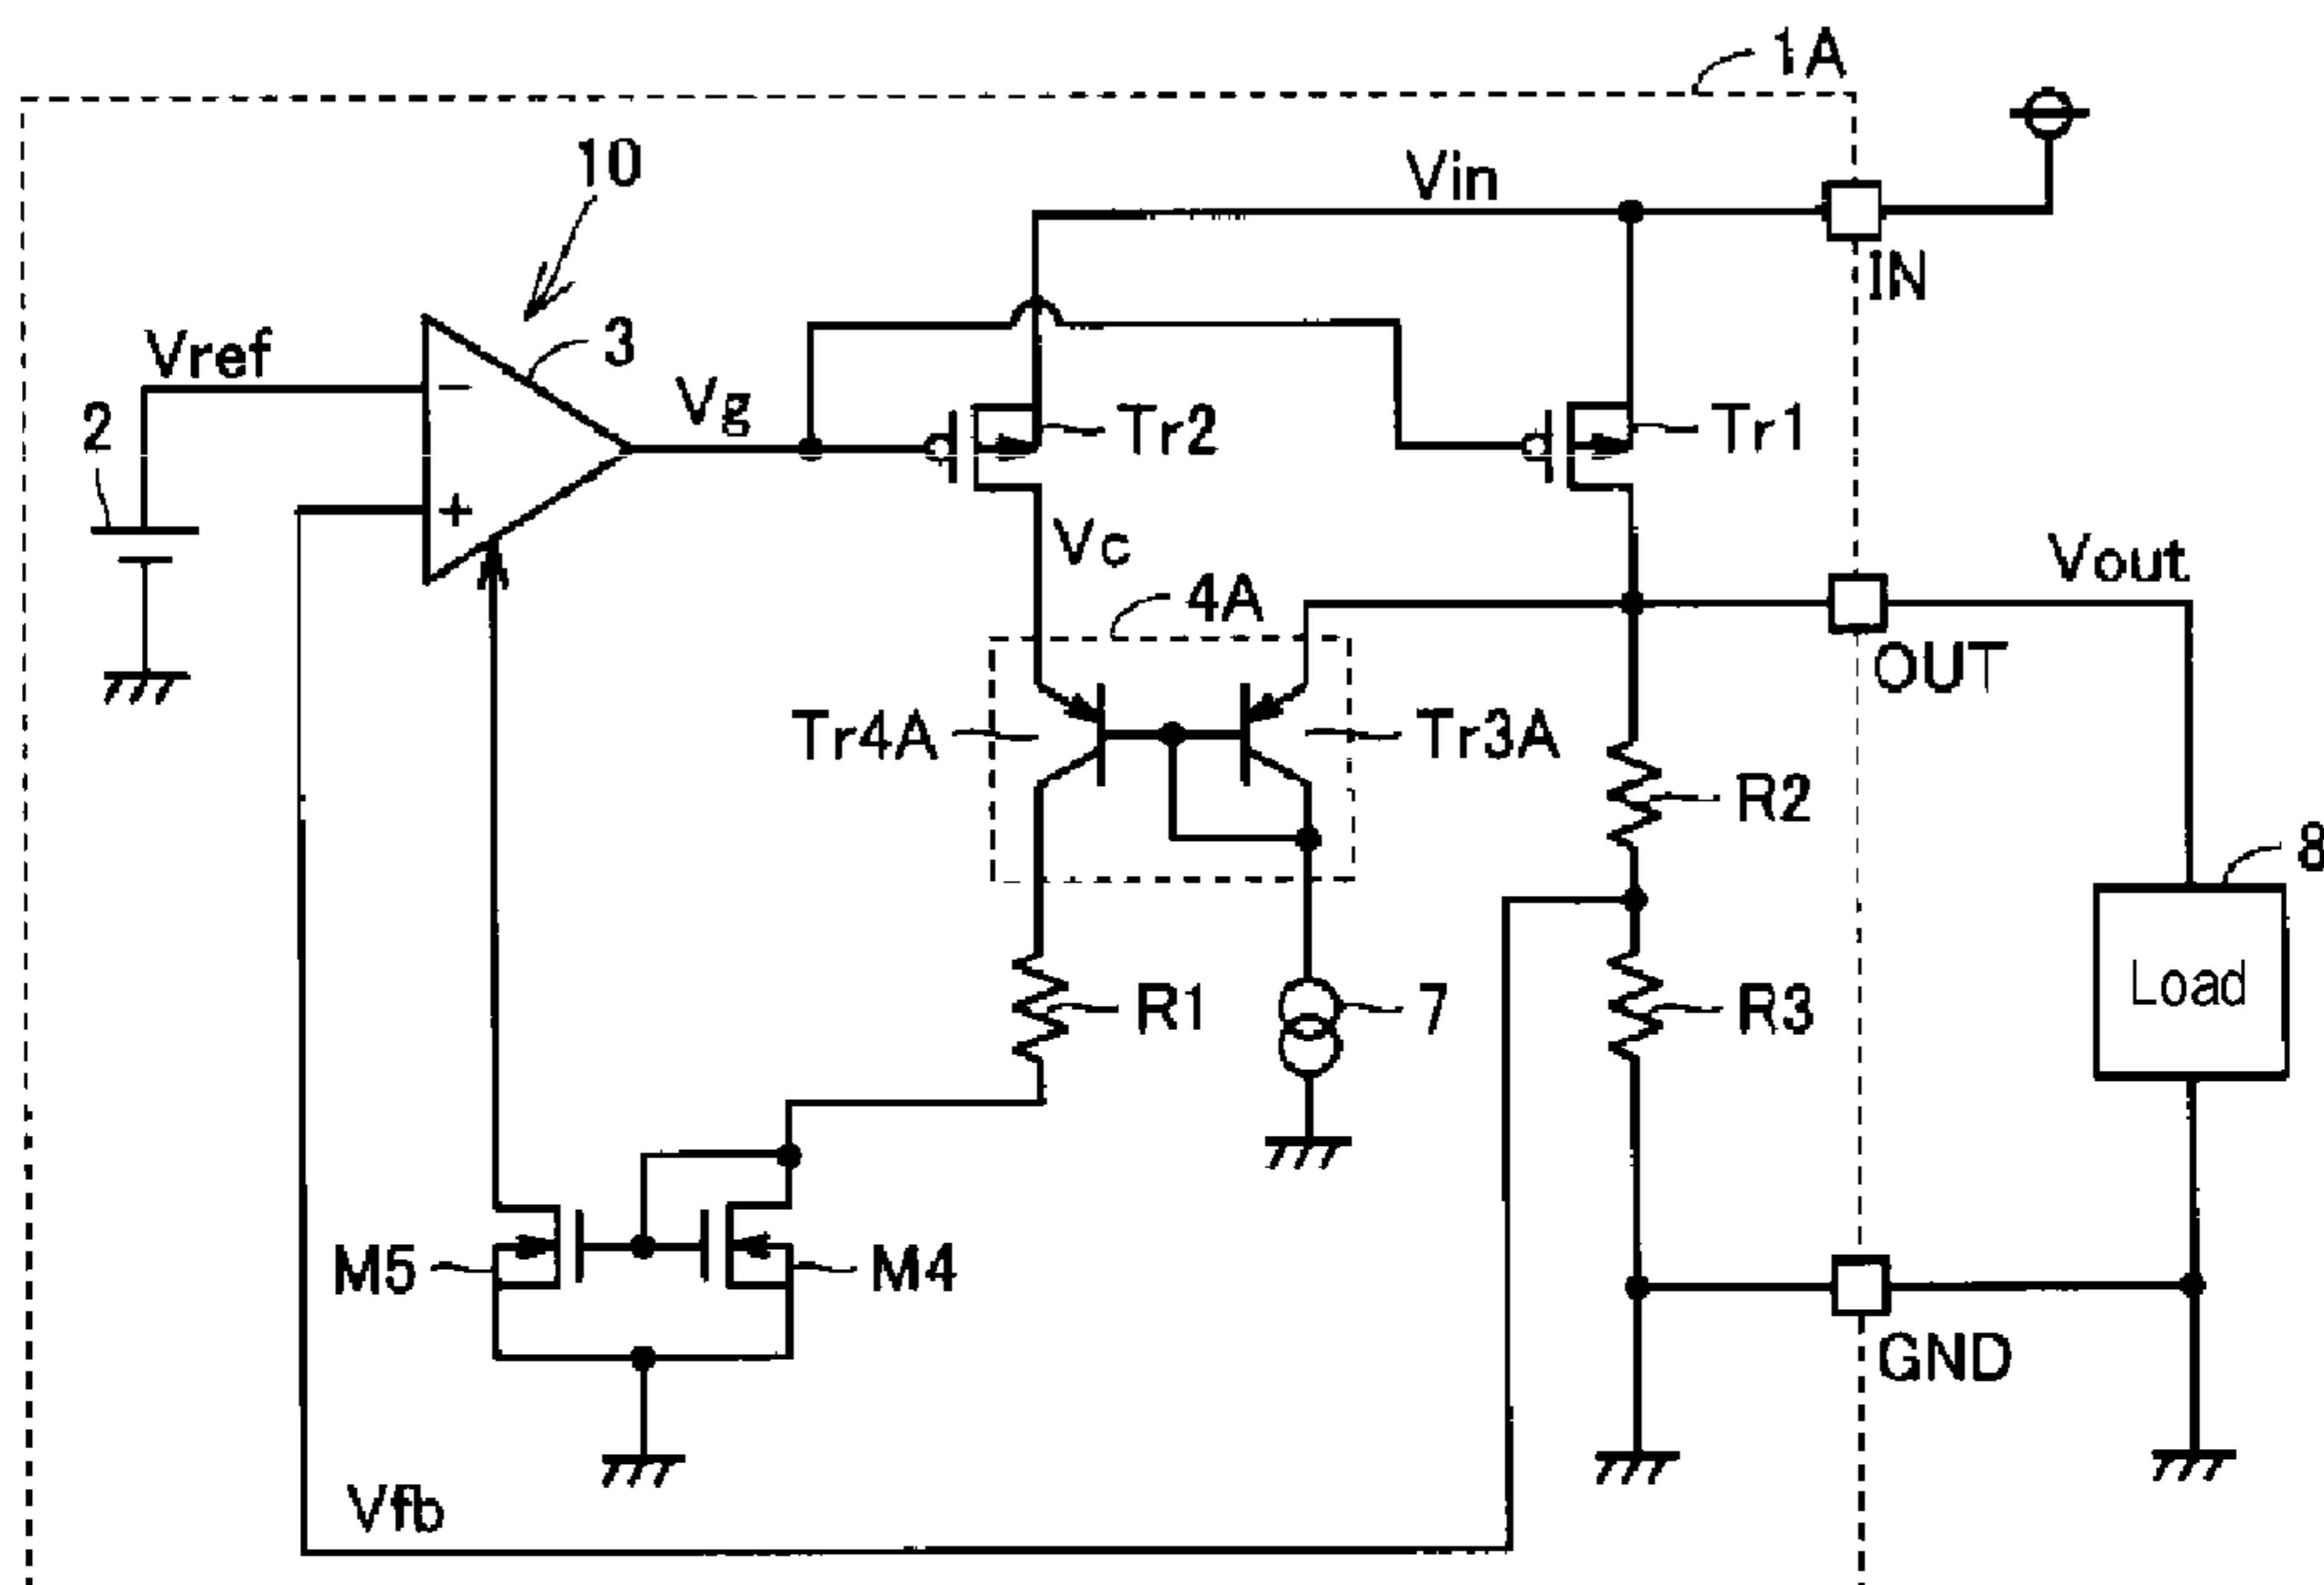 1A
10
Vin
IN
Vref
3
Vg
2
Tr2
Tr1
Vc
Vout
4A
OUT
Tr4A
Tr3A
R2
8
R1
7
R3
Load
M5
M4
GND
Vfb
−
+